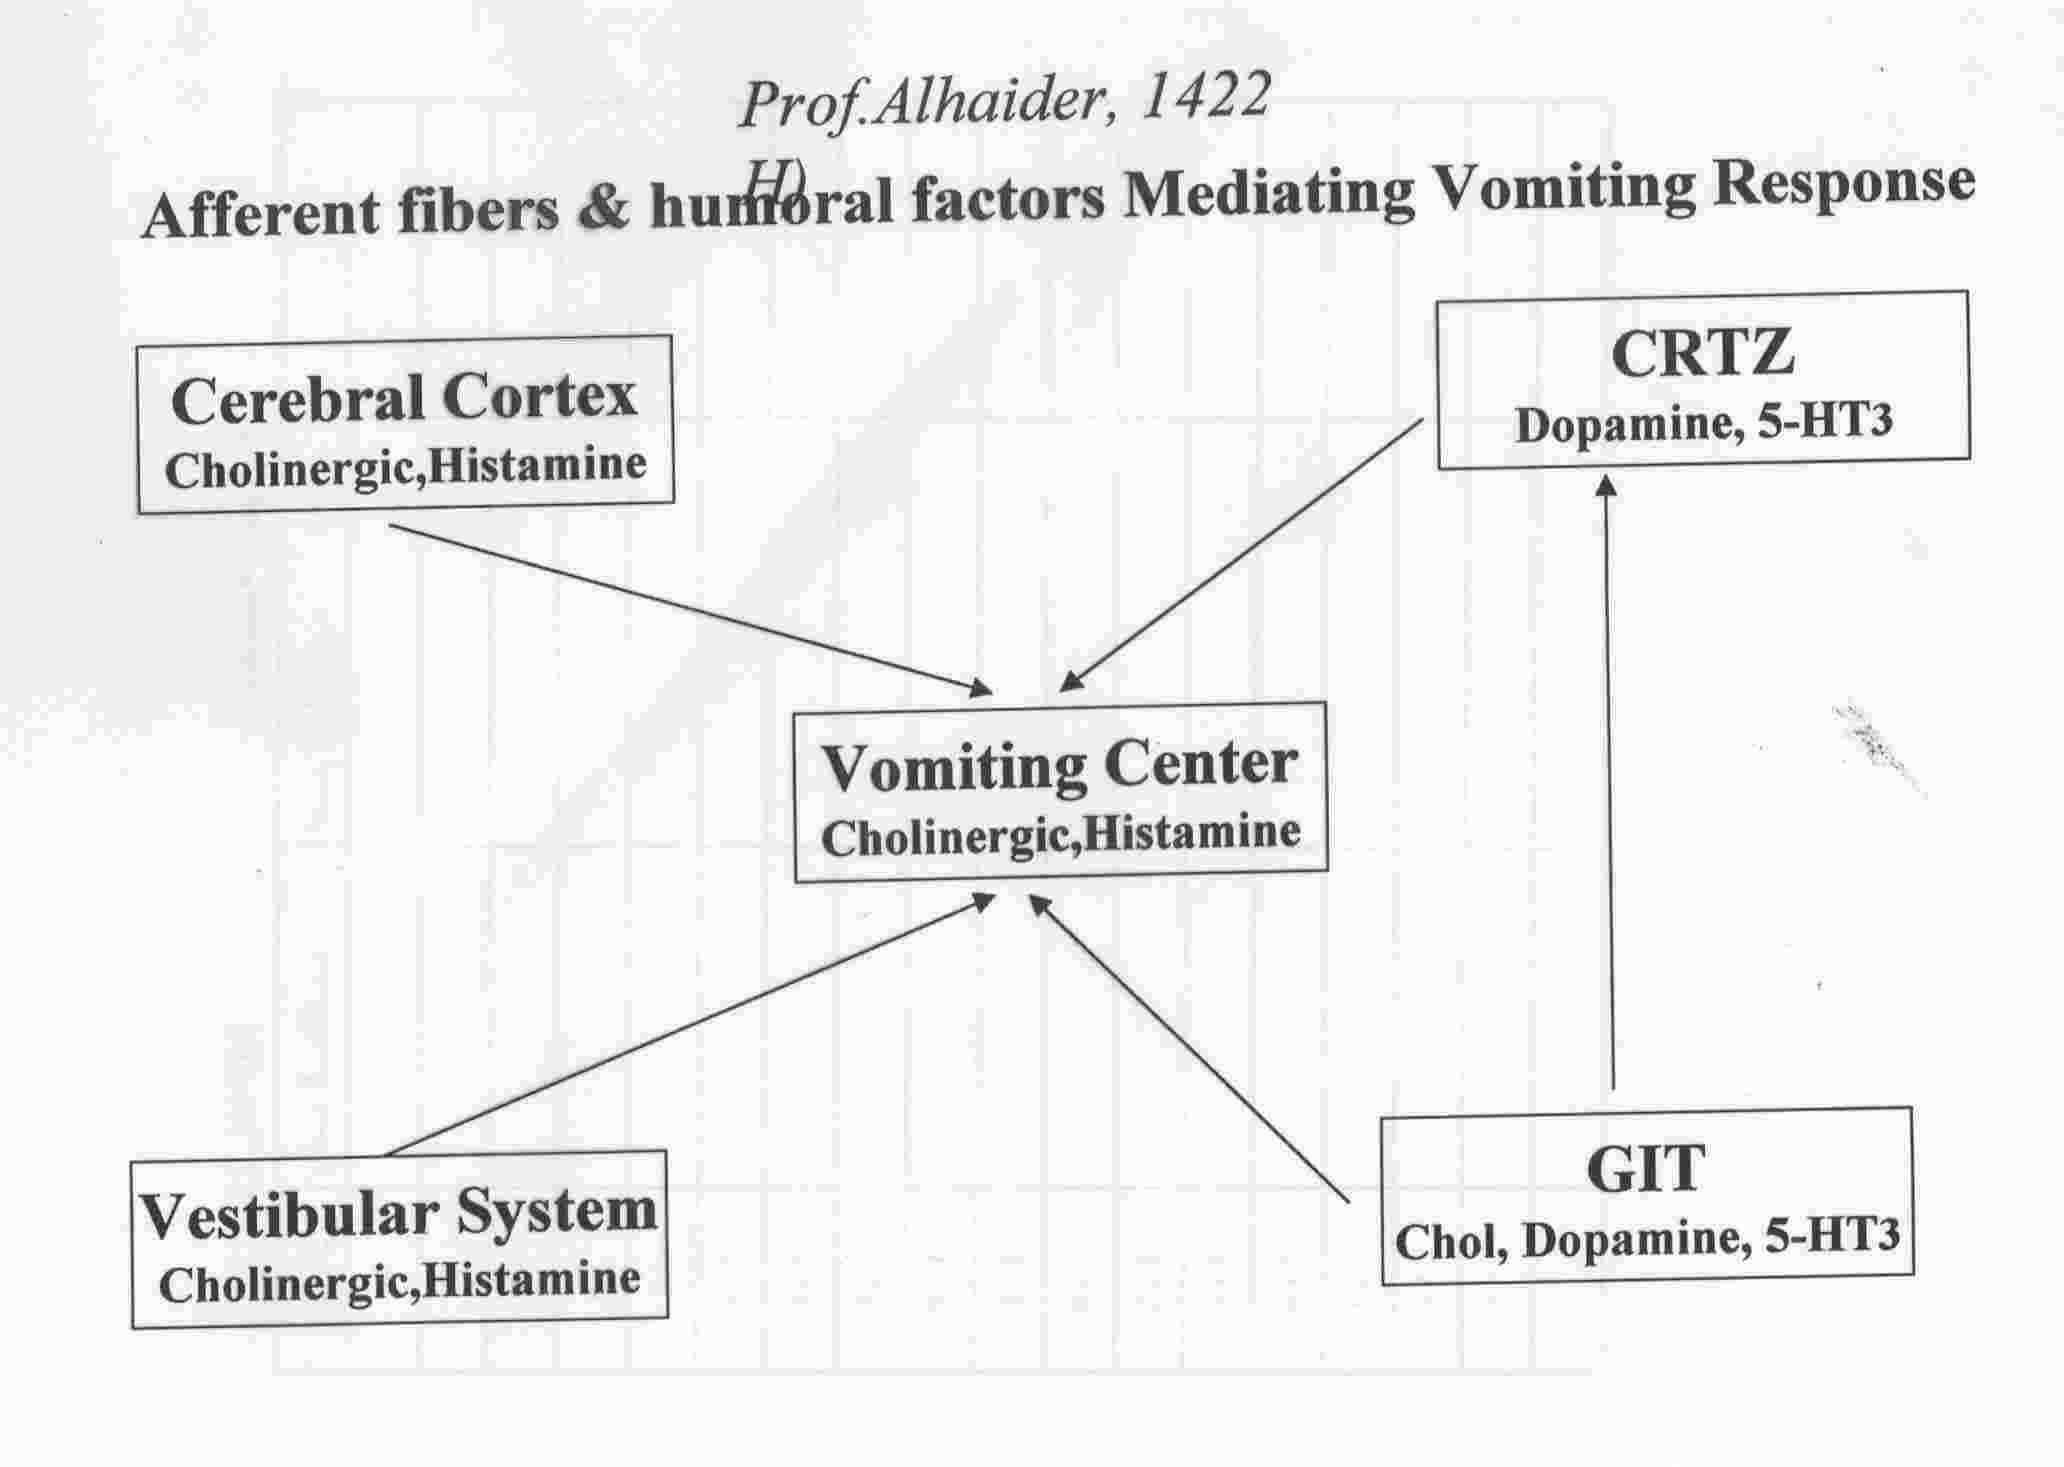 Prof.Alhaider, 1422
H)
Afferent fibers & humoral factors Mediating Vomiting Response
Cerebral Cortex
Cholinergic,Histamine
CRTZ
Dopamine, 5-HT3
Vomiting Center
Cholinergic,Histamine
Vestibular System
Cholinergic,Histamine
GIT
Chol, Dopamine, 5-HT3